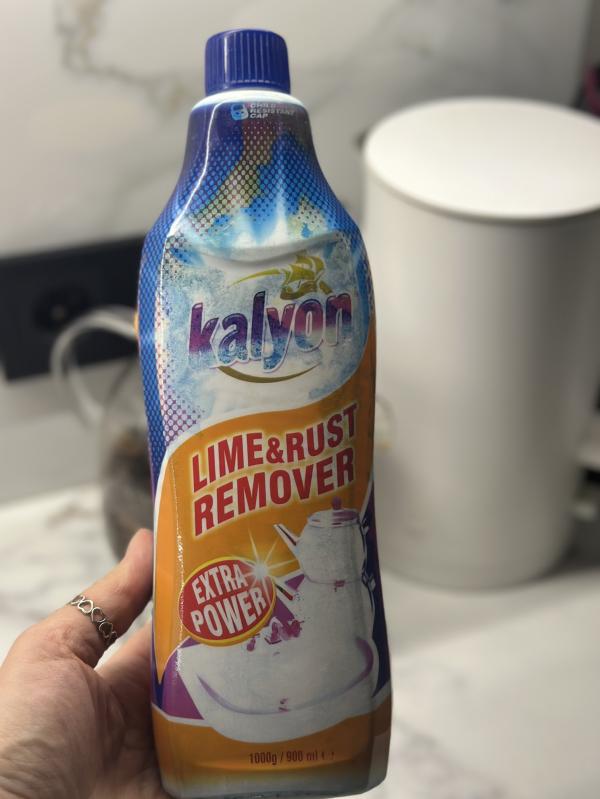 CHILD
RESISTANT
CAP
kalyon
LIME&RUST
REMOVER
EXTRA
POWER
1000g / 900 ml